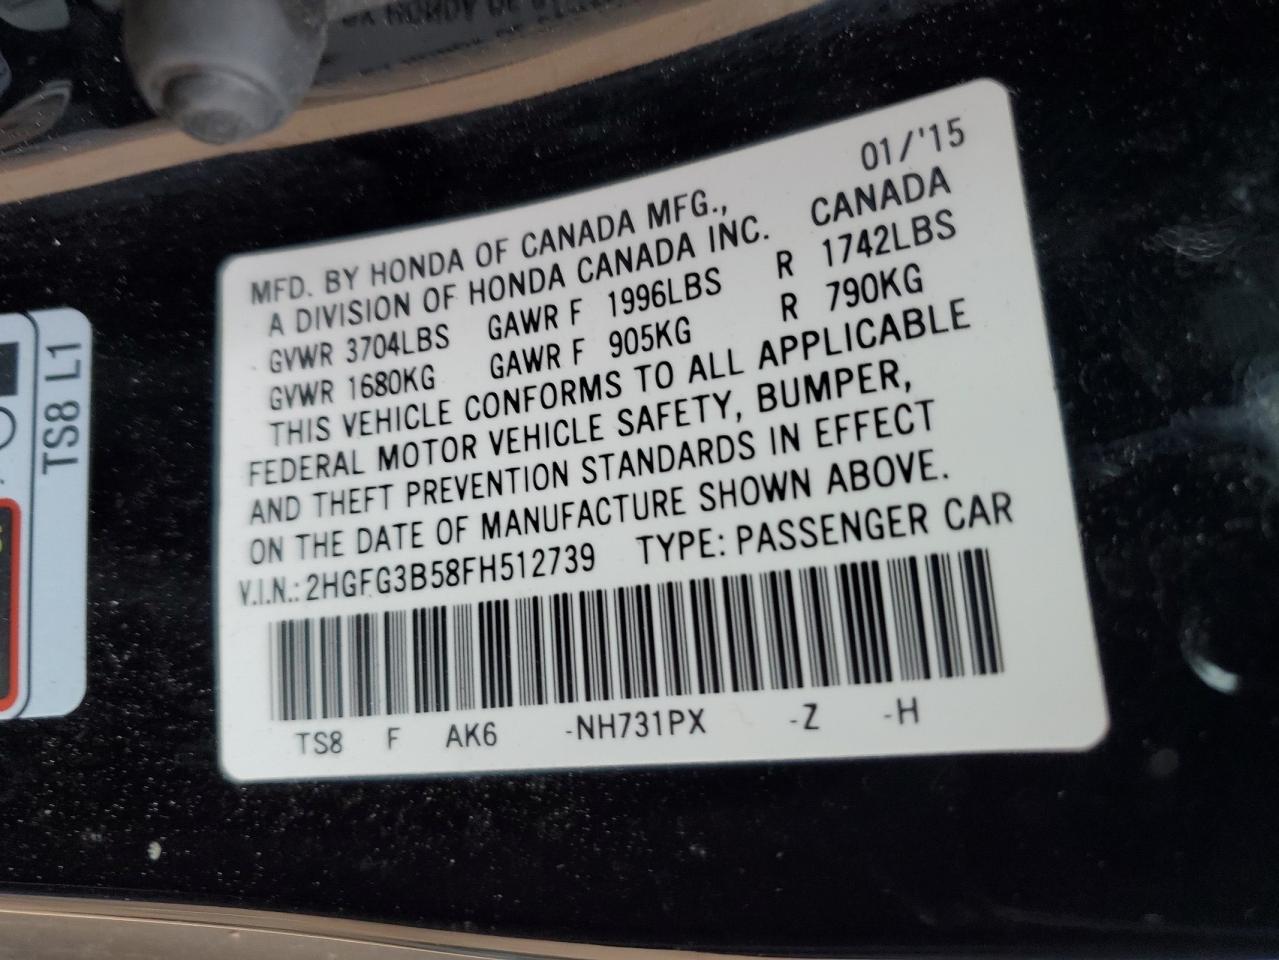 01/'15
MFD. BY HONDA OF CANADA MFG.,
A DIVISION OF HONDA CANADA INC. CANADA
GVWR 3704LBS GAWR F 1996LBS R 1742LBS
GVWR 1680KG GAWR F 905KG R 790KG
THIS VEHICLE CONFORMS TO ALL APPLICABLE
FEDERAL MOTOR VEHICLE SAFETY, BUMPER,
AND THEFT PREVENTION STANDARDS IN EFFECT
ON THE DATE OF MANUFACTURE SHOWN ABOVE.
V.I.N.: 2HGFG3B58FH512739 TYPE: PASSENGER CAR
TS8 F AK6 -NH731PX -Z -H
TS8 L1